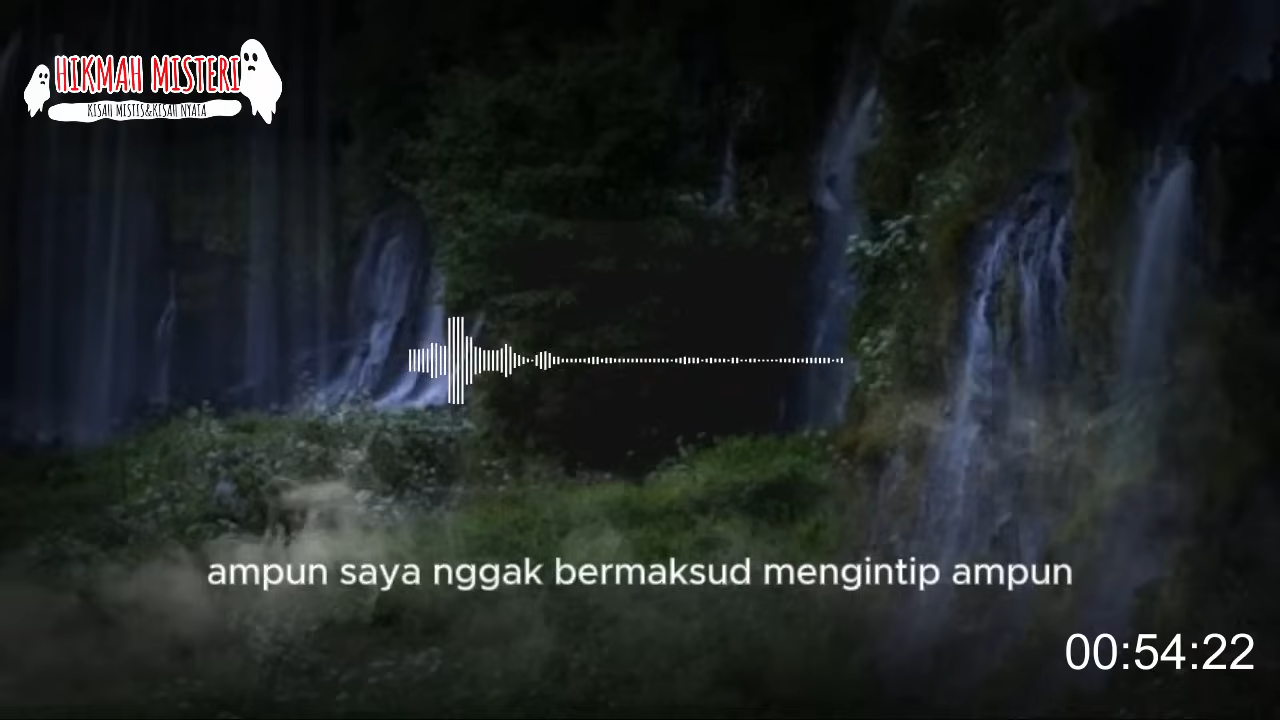 HIKMAH MISTERI
KISAH MISTIS&KISAH NYATA
ampun saya nggak bermaksud mengintip ampun
00:54:22